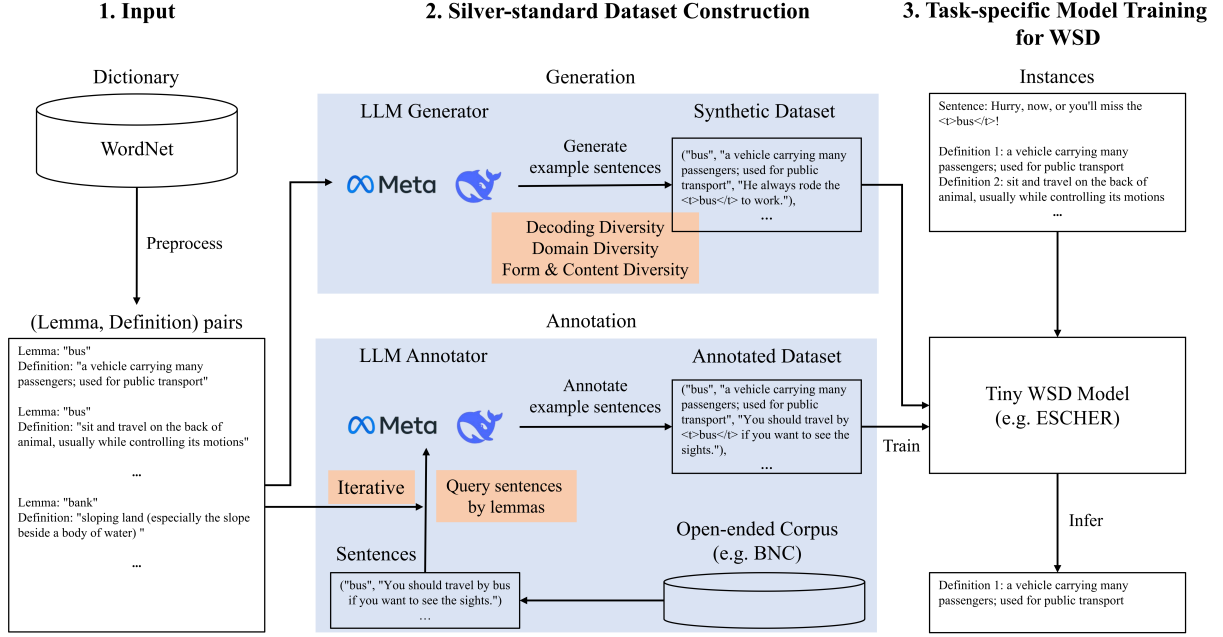 1. Input
Dictionary
WordNet
Preprocess
(Lemma, Definition) pairs
Lemma: "bus"
Definition: "a vehicle carrying many
passengers; used for public transport"
Lemma: "bus"
Definition: "sit and travel on the back of
animal, usually while controlling its motions"
...
Lemma: "bank"
Definition: "sloping land (especially the slope
beside a body of water) "
...
2. Silver-standard Dataset Construction
Generation
LLM Generator
Meta
Generate
example sentences
Decoding Diversity
Domain Diversity
Form & Content Diversity
Synthetic Dataset
("bus", "a vehicle carrying many
passengers; used for public
transport", "He always rode the
<t>bus</t> to work."),
...
Annotation
LLM Annotator
Meta
Annotate
example sentences
Annotated Dataset
("bus", "a vehicle carrying many
passengers; used for public
transport", "You should travel by
<t>bus</t> if you want to see the
sights."),
...
Iterative
Query sentences
by lemmas
Sentences
("bus", "You should travel by bus
if you want to see the sights.")
...
Open-ended Corpus
(e.g. BNC)
3. Task-specific Model Training
for WSD
Instances
Sentence: Hurry, now, or you'll miss the
<t>bus</t>!
Definition 1: a vehicle carrying many
passengers; used for public transport
Definition 2: sit and travel on the back of
animal, usually while controlling its motions
...
Train
Tiny WSD Model
(e.g. ESCHER)
Infer
Definition 1: a vehicle carrying many
passengers; used for public transport